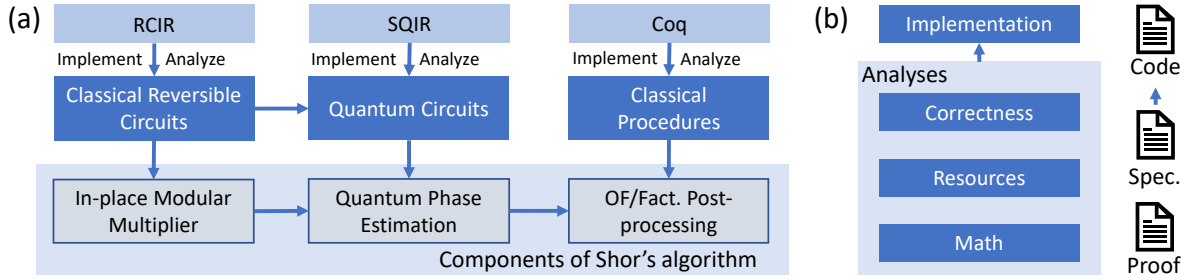 (a)
RCIR
SQIR
Coq
Implement Analyze
Implement Analyze
Implement Analyze
Classical Reversible
Circuits
Quantum Circuits
Classical
Procedures
In-place Modular
Multiplier
Quantum Phase
Estimation
OF/Fact. Post-
processing
Components of Shor's algorithm
(b)
Implementation
Analyses
Correctness
Resources
Math
Code
Spec.
Proof